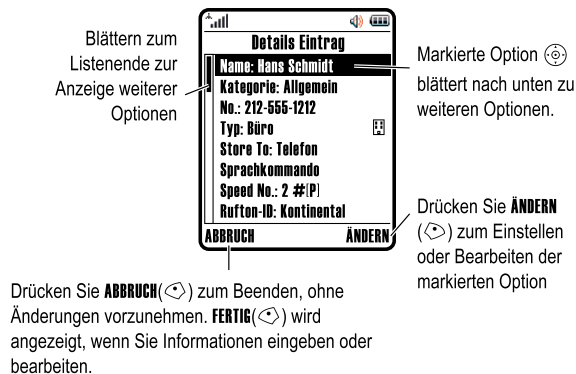 Blättern zum
Listenende zur
Anzeige weiterer
Optionen
Details Eintrag
Name: Hans Schmidt
Kategorie: Allgemein
No.: 212-555-1212
Typ: Büro
Store To: Telefon
Sprachkommando
Speed No.: 2 #[P]
Rufton-ID: Kontinental
ABBRUCH ÄNDERN
Markierte Option
blättert nach unten zu
weiteren Optionen.
Drücken Sie ÄNDERN
( ) zum Einstellen
oder Bearbeiten der
markierten Option
Drücken Sie ABBRUCH( ) zum Beenden, ohne
Änderungen vorzunehmen. FERTIG( ) wird
angezeigt, wenn Sie Informationen eingeben oder
bearbeiten.